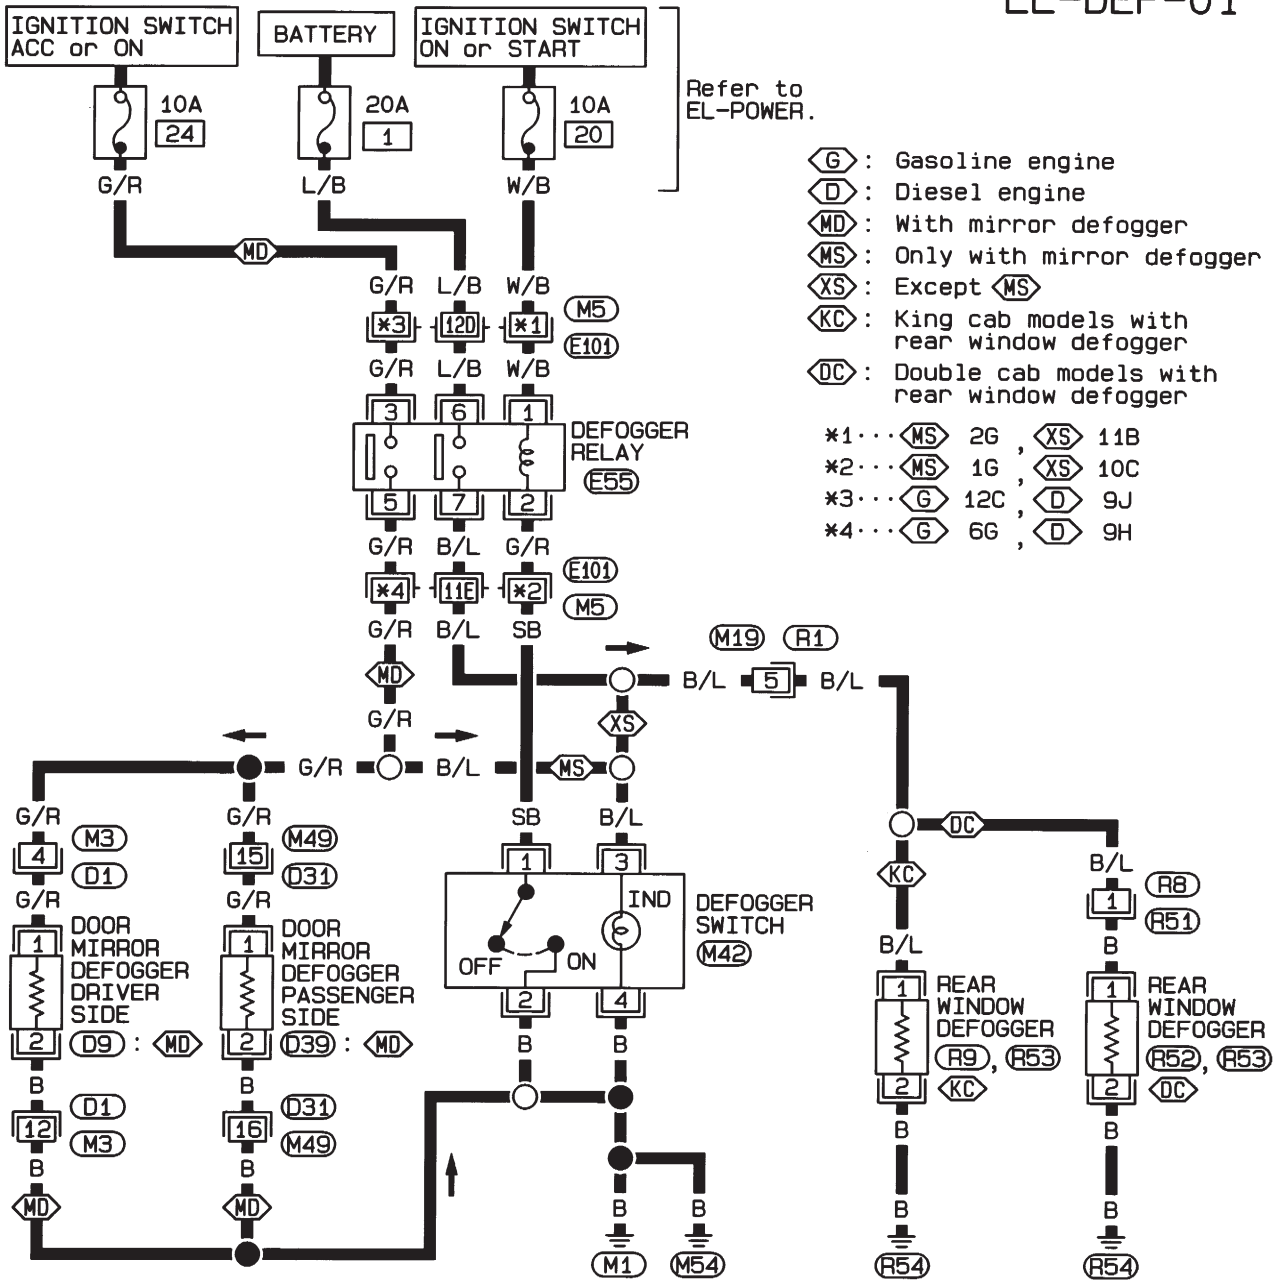 EL-DEF-01
IGNITION SWITCH
ACC or ON
BATTERY
IGNITION SWITCH
ON or START
10A
24
20A
1
10A
20
Refer to
EL-POWER.
G/R
L/B
W/B
G : Gasoline engine
D : Diesel engine
MD : With mirror defogger
MS : Only with mirror defogger
XS : Except MS
KC : King cab models with
rear window defogger
DC : Double cab models with
rear window defogger
*1··· MS 2G , XS 11B
*2··· MS 1G , XS 10C
*3··· G 12C , D 9J
*4··· G 6G , D 9H
MD
G/R L/B W/B
*3 12D *1
M5
E101
G/R L/B W/B
3 6 1
DEFOGGER
RELAY
E55
5 7 2
G/R B/L G/R
*4 11E *2
E101
M5
G/R B/L SB
MD
G/R
M19 R1
B/L 5 B/L
XS
G/R B/L MS
G/R G/R SB B/L
4 M3
D1
15 M49
D31
G/R G/R
1
DOOR
MIRROR
DEFOGGER
DRIVER
SIDE
2 D9 : MD
1
DOOR
MIRROR
DEFOGGER
PASSENGER
SIDE
2 D39 : MD
1 3
IND
OFF ON
DEFOGGER
SWITCH
M42
2 4
B B
B B
12 D1
M3
16 D31
M49
B B
MD MD
B B
M1 M54
DC
KC
B/L
B/L
1 R8
R51
B
1
REAR
WINDOW
DEFOGGER
R9, R53
2 KC
1
REAR
WINDOW
DEFOGGER
R52, R53
2 DC
B B
B B
R54 R54